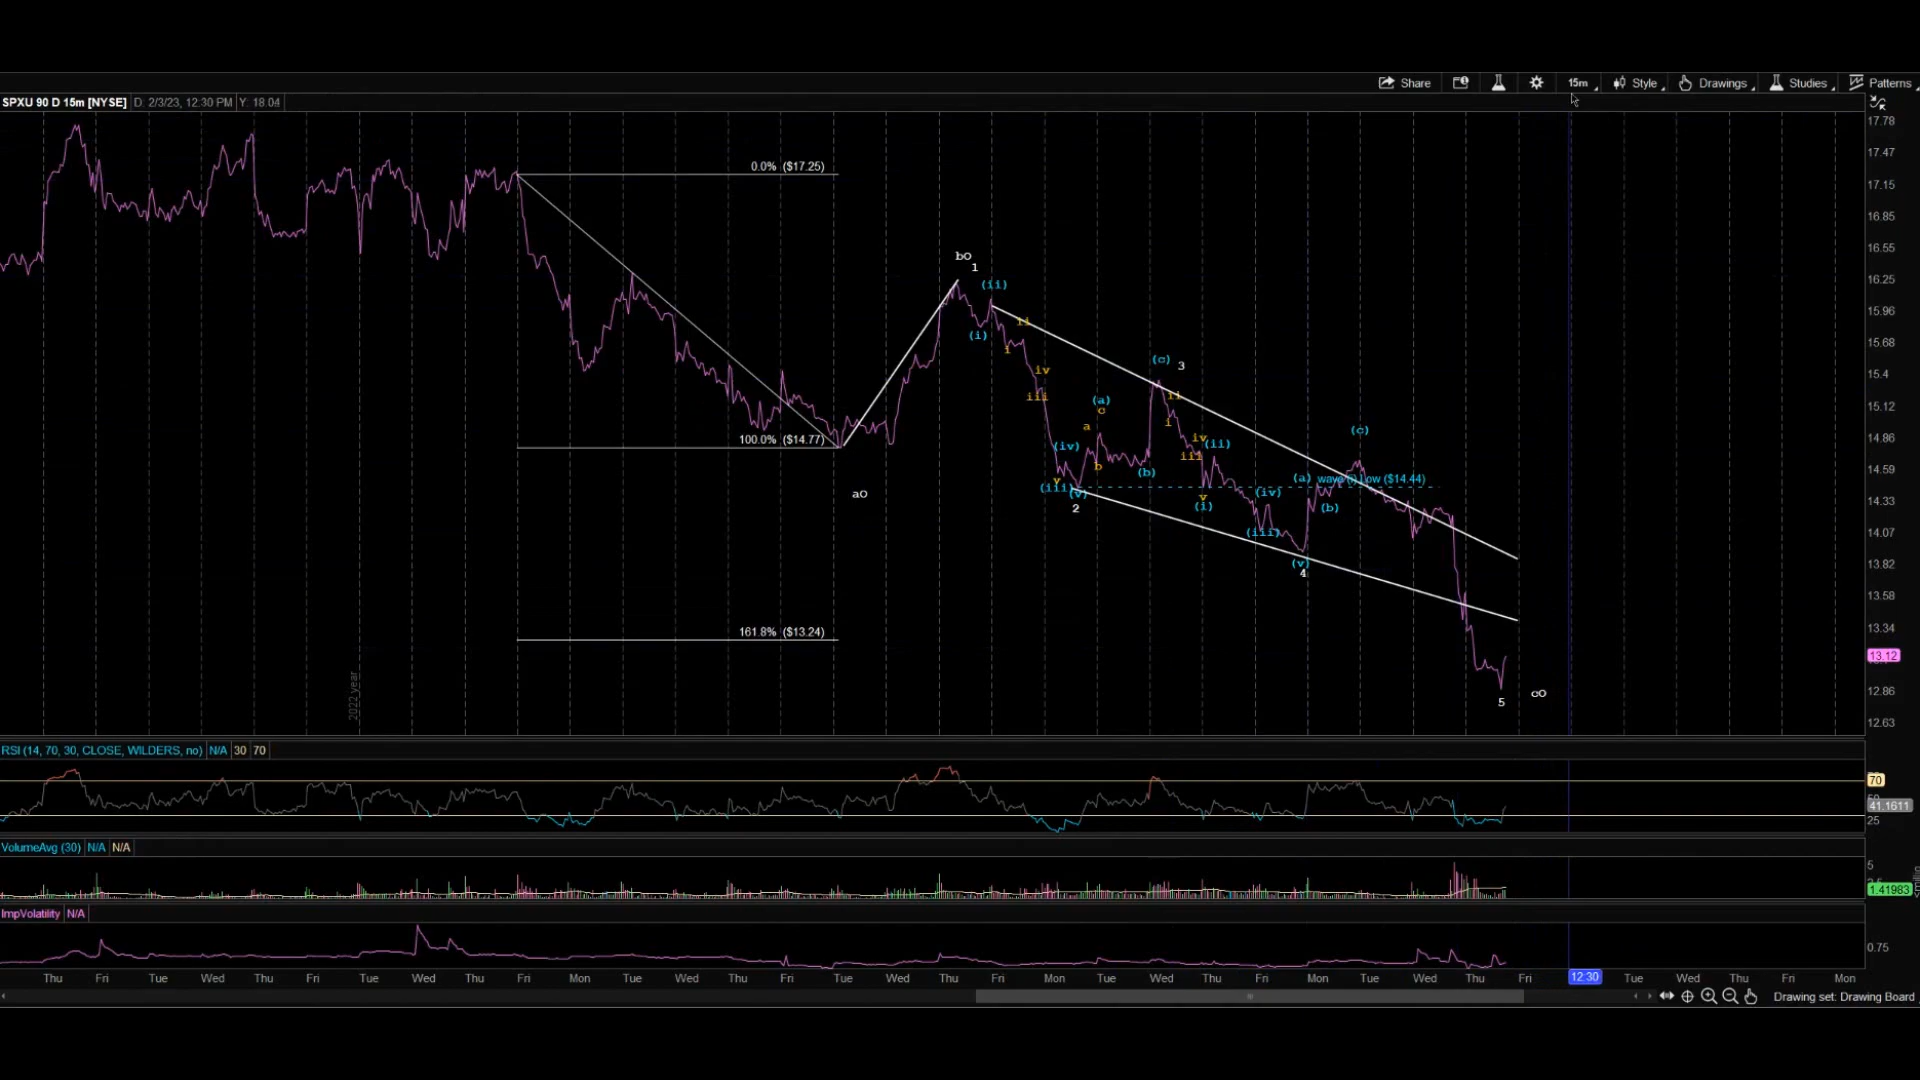 Share 15m Style Drawings Studies Patterns
SPXU 90 D 15m [NYSE] D: 2/3/23, 12:30 PM Y: 18.04
17.78
17.47
0.0% ($17.25)
17.15
16.85
16.55
bO
1
16.25
(ii)
15.96
ii
(i)
i
15.68
(c) 3
iv
15.4
iii
ii
(a)
c
15.12
a
i
(c)
100.0% ($14.77)
iv
(ii)
14.86
(iv)
iii
b
(b)
14.59
v
(a) wave (i) Low ($14.44)
(iii)
(v)
aO
(iv)
v
14.33
2
(i)
(b)
(iii)
14.07
(v)
13.82
4
13.58
161.8% ($13.24)
13.34
13.12
12.86
cO
5
2022 year
12.63
RSI (14, 70, 30, CLOSE, WILDERS, no) N/A 30 70
70
41.1611
25
VolumeAvg (30) N/A N/A
5
1.41983
ImpVolatility N/A
0.75
Thu Fri Tue Wed Thu Fri Tue Wed Thu Fri Mon Tue Wed Thu Fri Tue Wed Thu Fri Mon Tue Wed Thu Fri Mon Tue Wed Thu Fri 12:30 Tue Wed Thu Fri Mon
Drawing set: Drawing Board